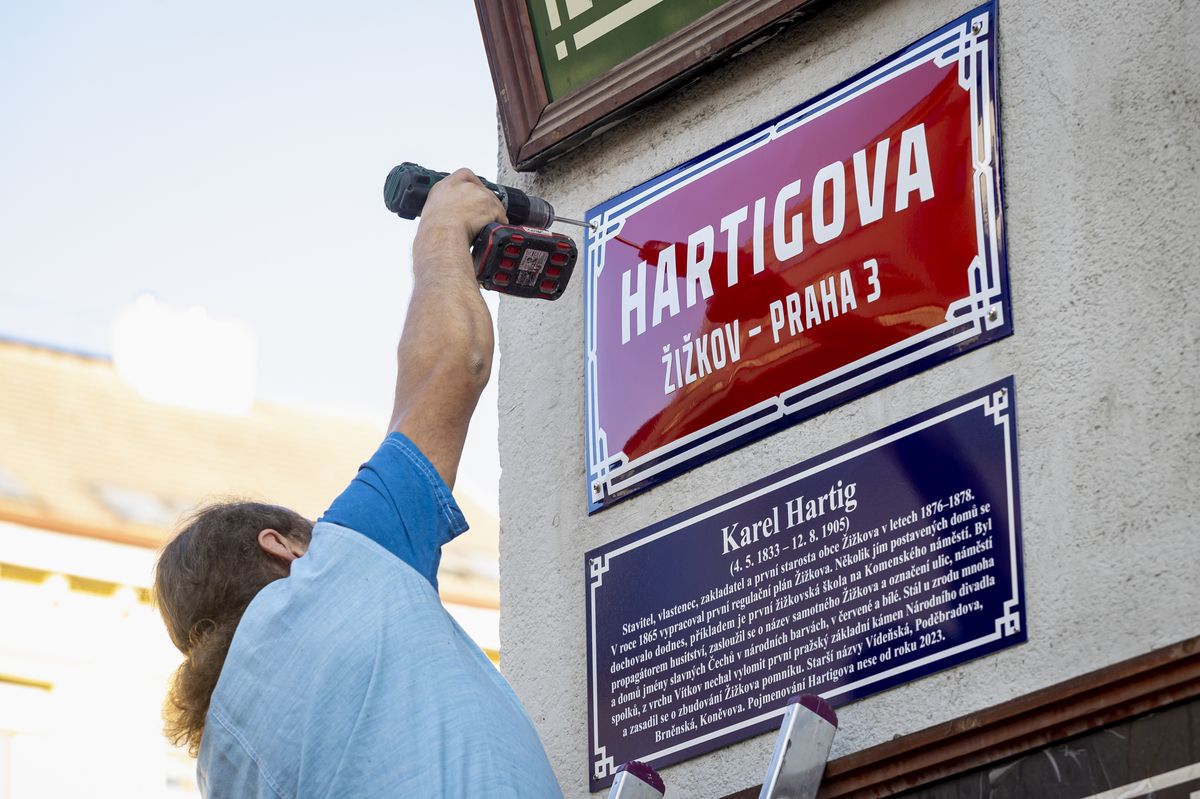 HARTIGOVA
ŽIŽKOV – PRAHA 3
Karel Hartig
(4. 5. 1833 – 12. 8. 1905)
Stavitel, vlastenec, zakladatel a první starosta obce Žižkova v letech 1876–1878.
V roce 1865 vypracoval první regulační plán Žižkova. Několik jím postavených domů se
dochovalo dodnes, příkladem je první žižkovská škola na Komenského náměstí. Byl
propagátorem husitství, zasloužil se o název samotného Žižkova a označení ulic, náměstí
a domů jmény slavných Čechů v národních barvách, v červené a bílé. Stál u zrodu mnoha
spolků, z vrchu Vítkov nechal vylomit první pražský základní kámen Národního divadla
a zasadil se o zbudování Žižkova pomníku. Starší názvy Vídeňská, Poděbradova,
Brněnská, Koněvova. Pojmenování Hartigova nese od roku 2023.